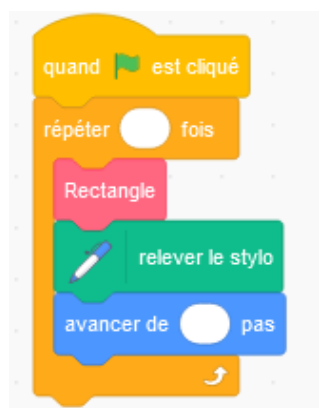 quand est cliqué
répéter fois
Rectangle
relever le stylo
avancer de pas